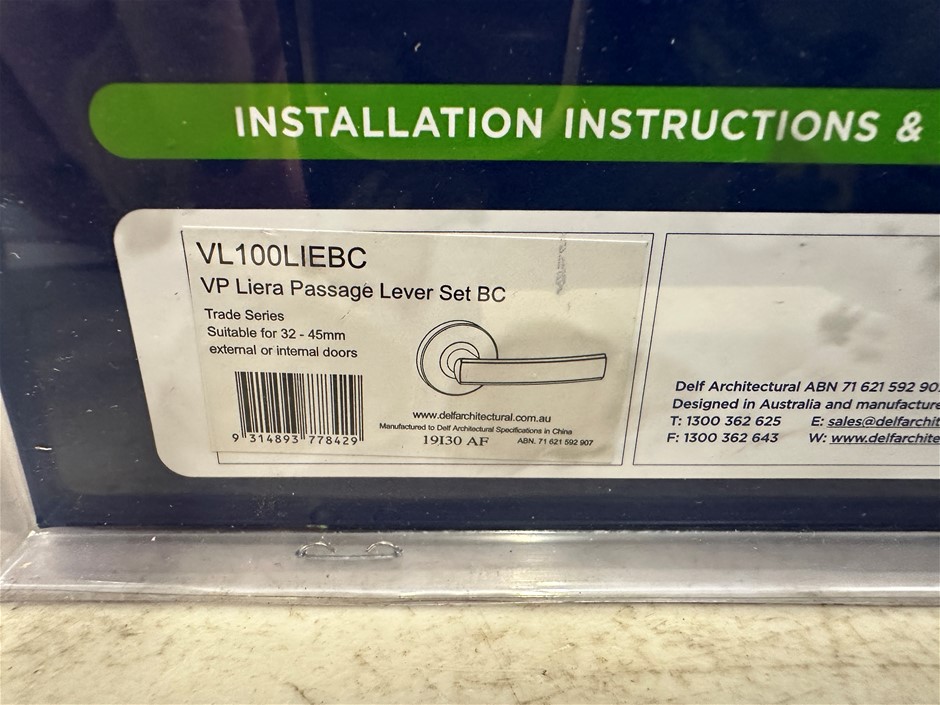 INSTALLATION INSTRUCTIONS &
VL100LIEBC
VP Liera Passage Lever Set BC
Trade Series
Suitable for 32 - 45mm
external or internal doors
www.delfarchitectural.com.au
Manufactured to Delf Architectural Specifications in China
9 314893 778429
19I30 AF
ABN. 71 621 592 907
Delf Architectural ABN 71 621 592 90
Designed in Australia and manufacture
T: 1300 362 625 E: sales@delfarchit
F: 1300 362 643 W: www.delfarchite